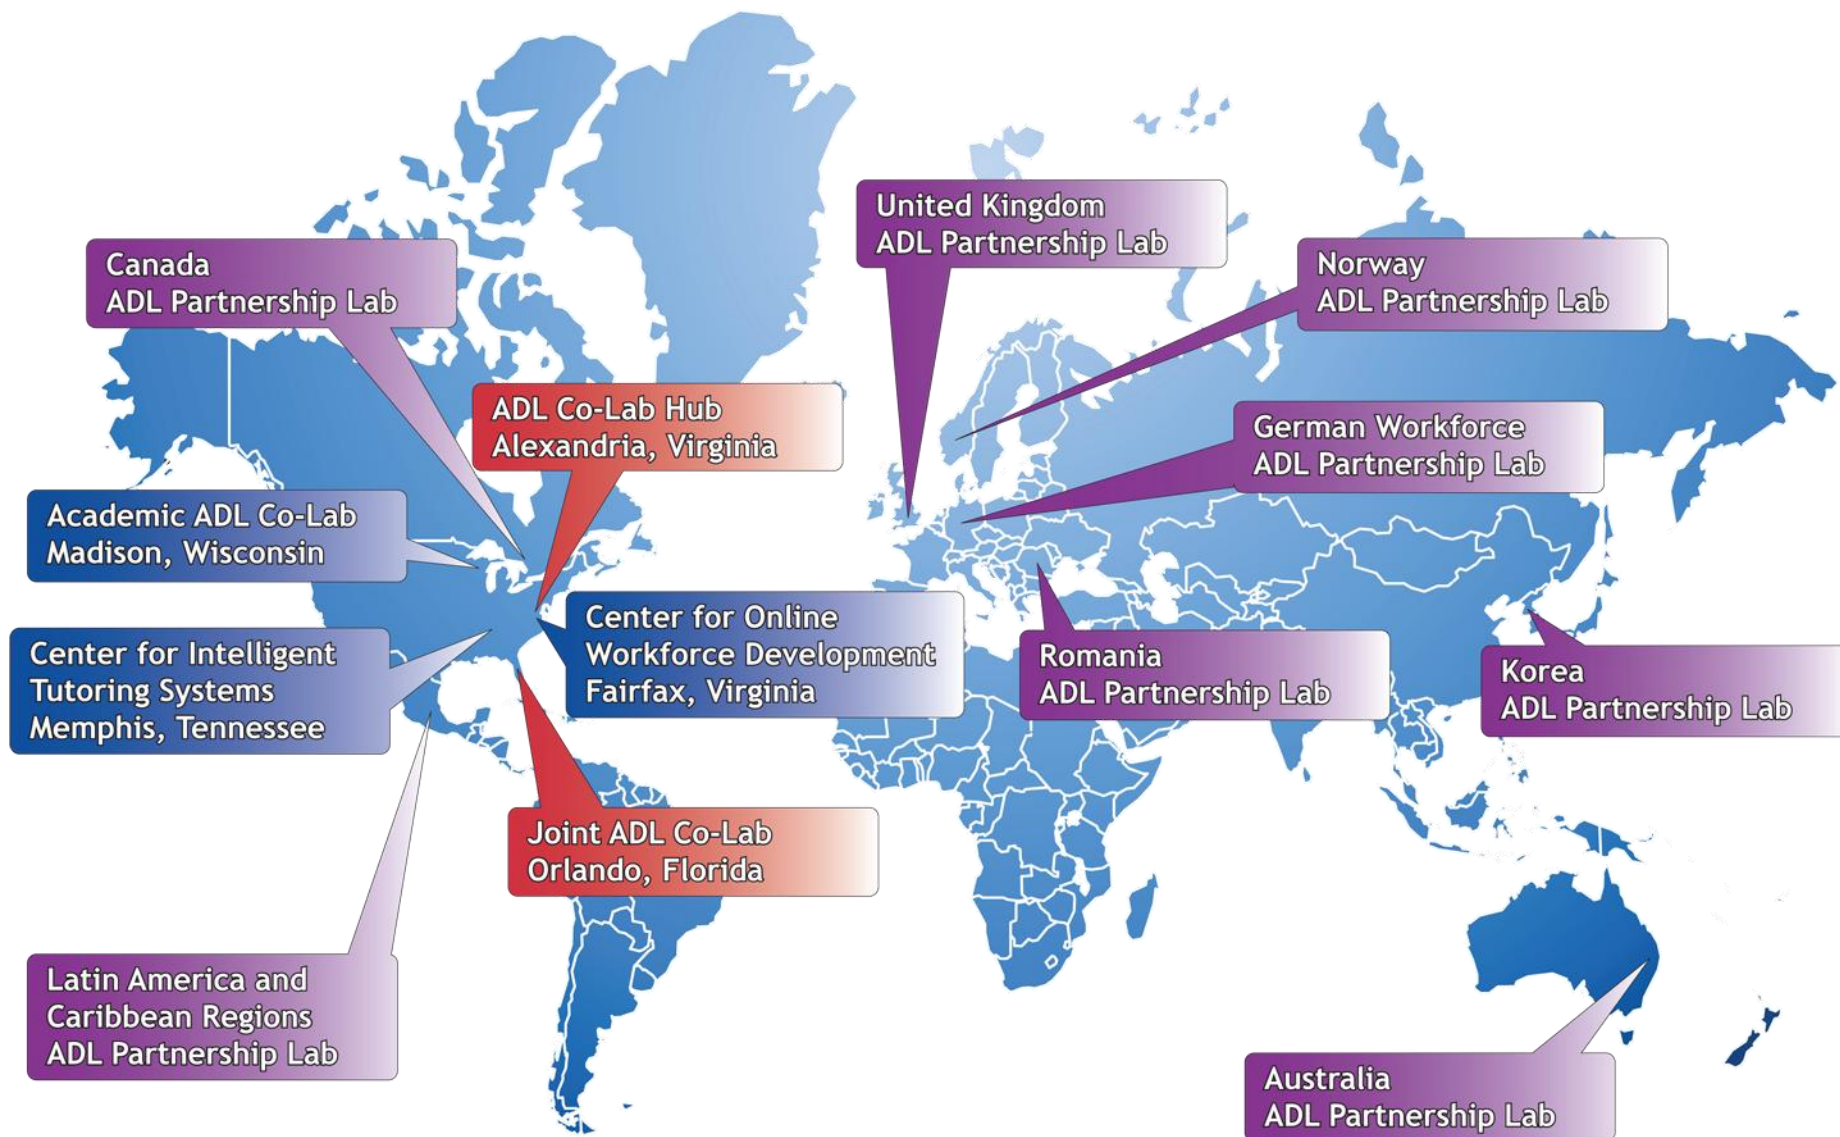 United Kingdom
ADL Partnership Lab
Canada
ADL Partnership Lab
Norway
ADL Partnership Lab
ADL Co-Lab Hub
Alexandria, Virginia
German Workforce
ADL Partnership Lab
Academic ADL Co-Lab
Madison, Wisconsin
Center for Online
Workforce Development
Fairfax, Virginia
Center for Intelligent
Tutoring Systems
Memphis, Tennessee
Romania
ADL Partnership Lab
Korea
ADL Partnership Lab
Joint ADL Co-Lab
Orlando, Florida
Latin America and
Caribbean Regions
ADL Partnership Lab
Australia
ADL Partnership Lab